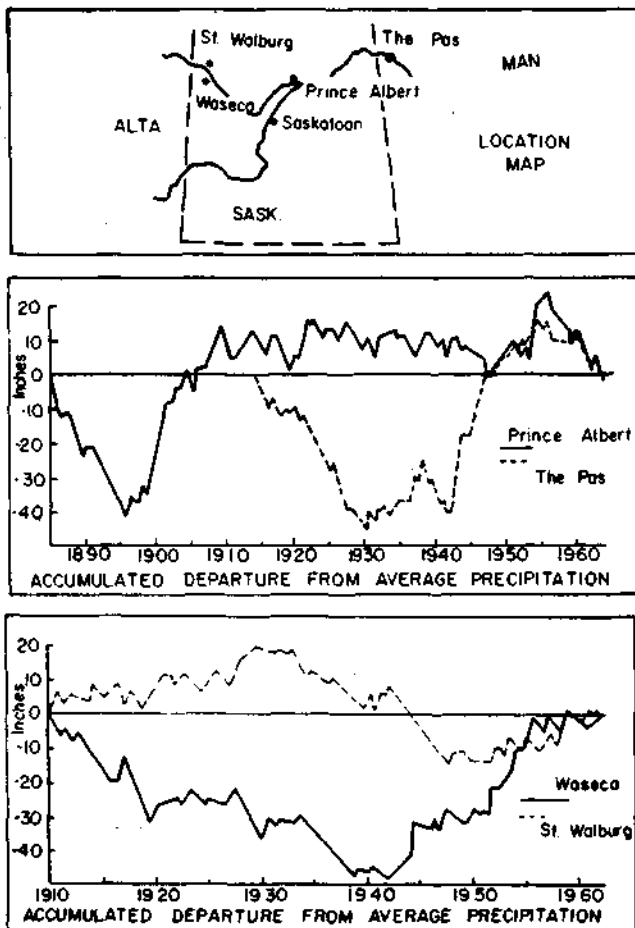 St. Walburg
The Pas
MAN
Waseca
Prince Albert
ALTA
Saskatoon
LOCATION
MAP
SASK.
20
10
Inches
0
-10
-20
-30
-40
Prince Albert
The Pas
1890 1900 1910 1920 1930 1940 1950 1960
ACCUMULATED DEPARTURE FROM AVERAGE PRECIPITATION
20
10
Inches
0
-10
-20
-30
-40
Waseca
St. Walburg
1910 1920 1930 1940 1950 1960
ACCUMULATED DEPARTURE FROM AVERAGE PRECIPITATION